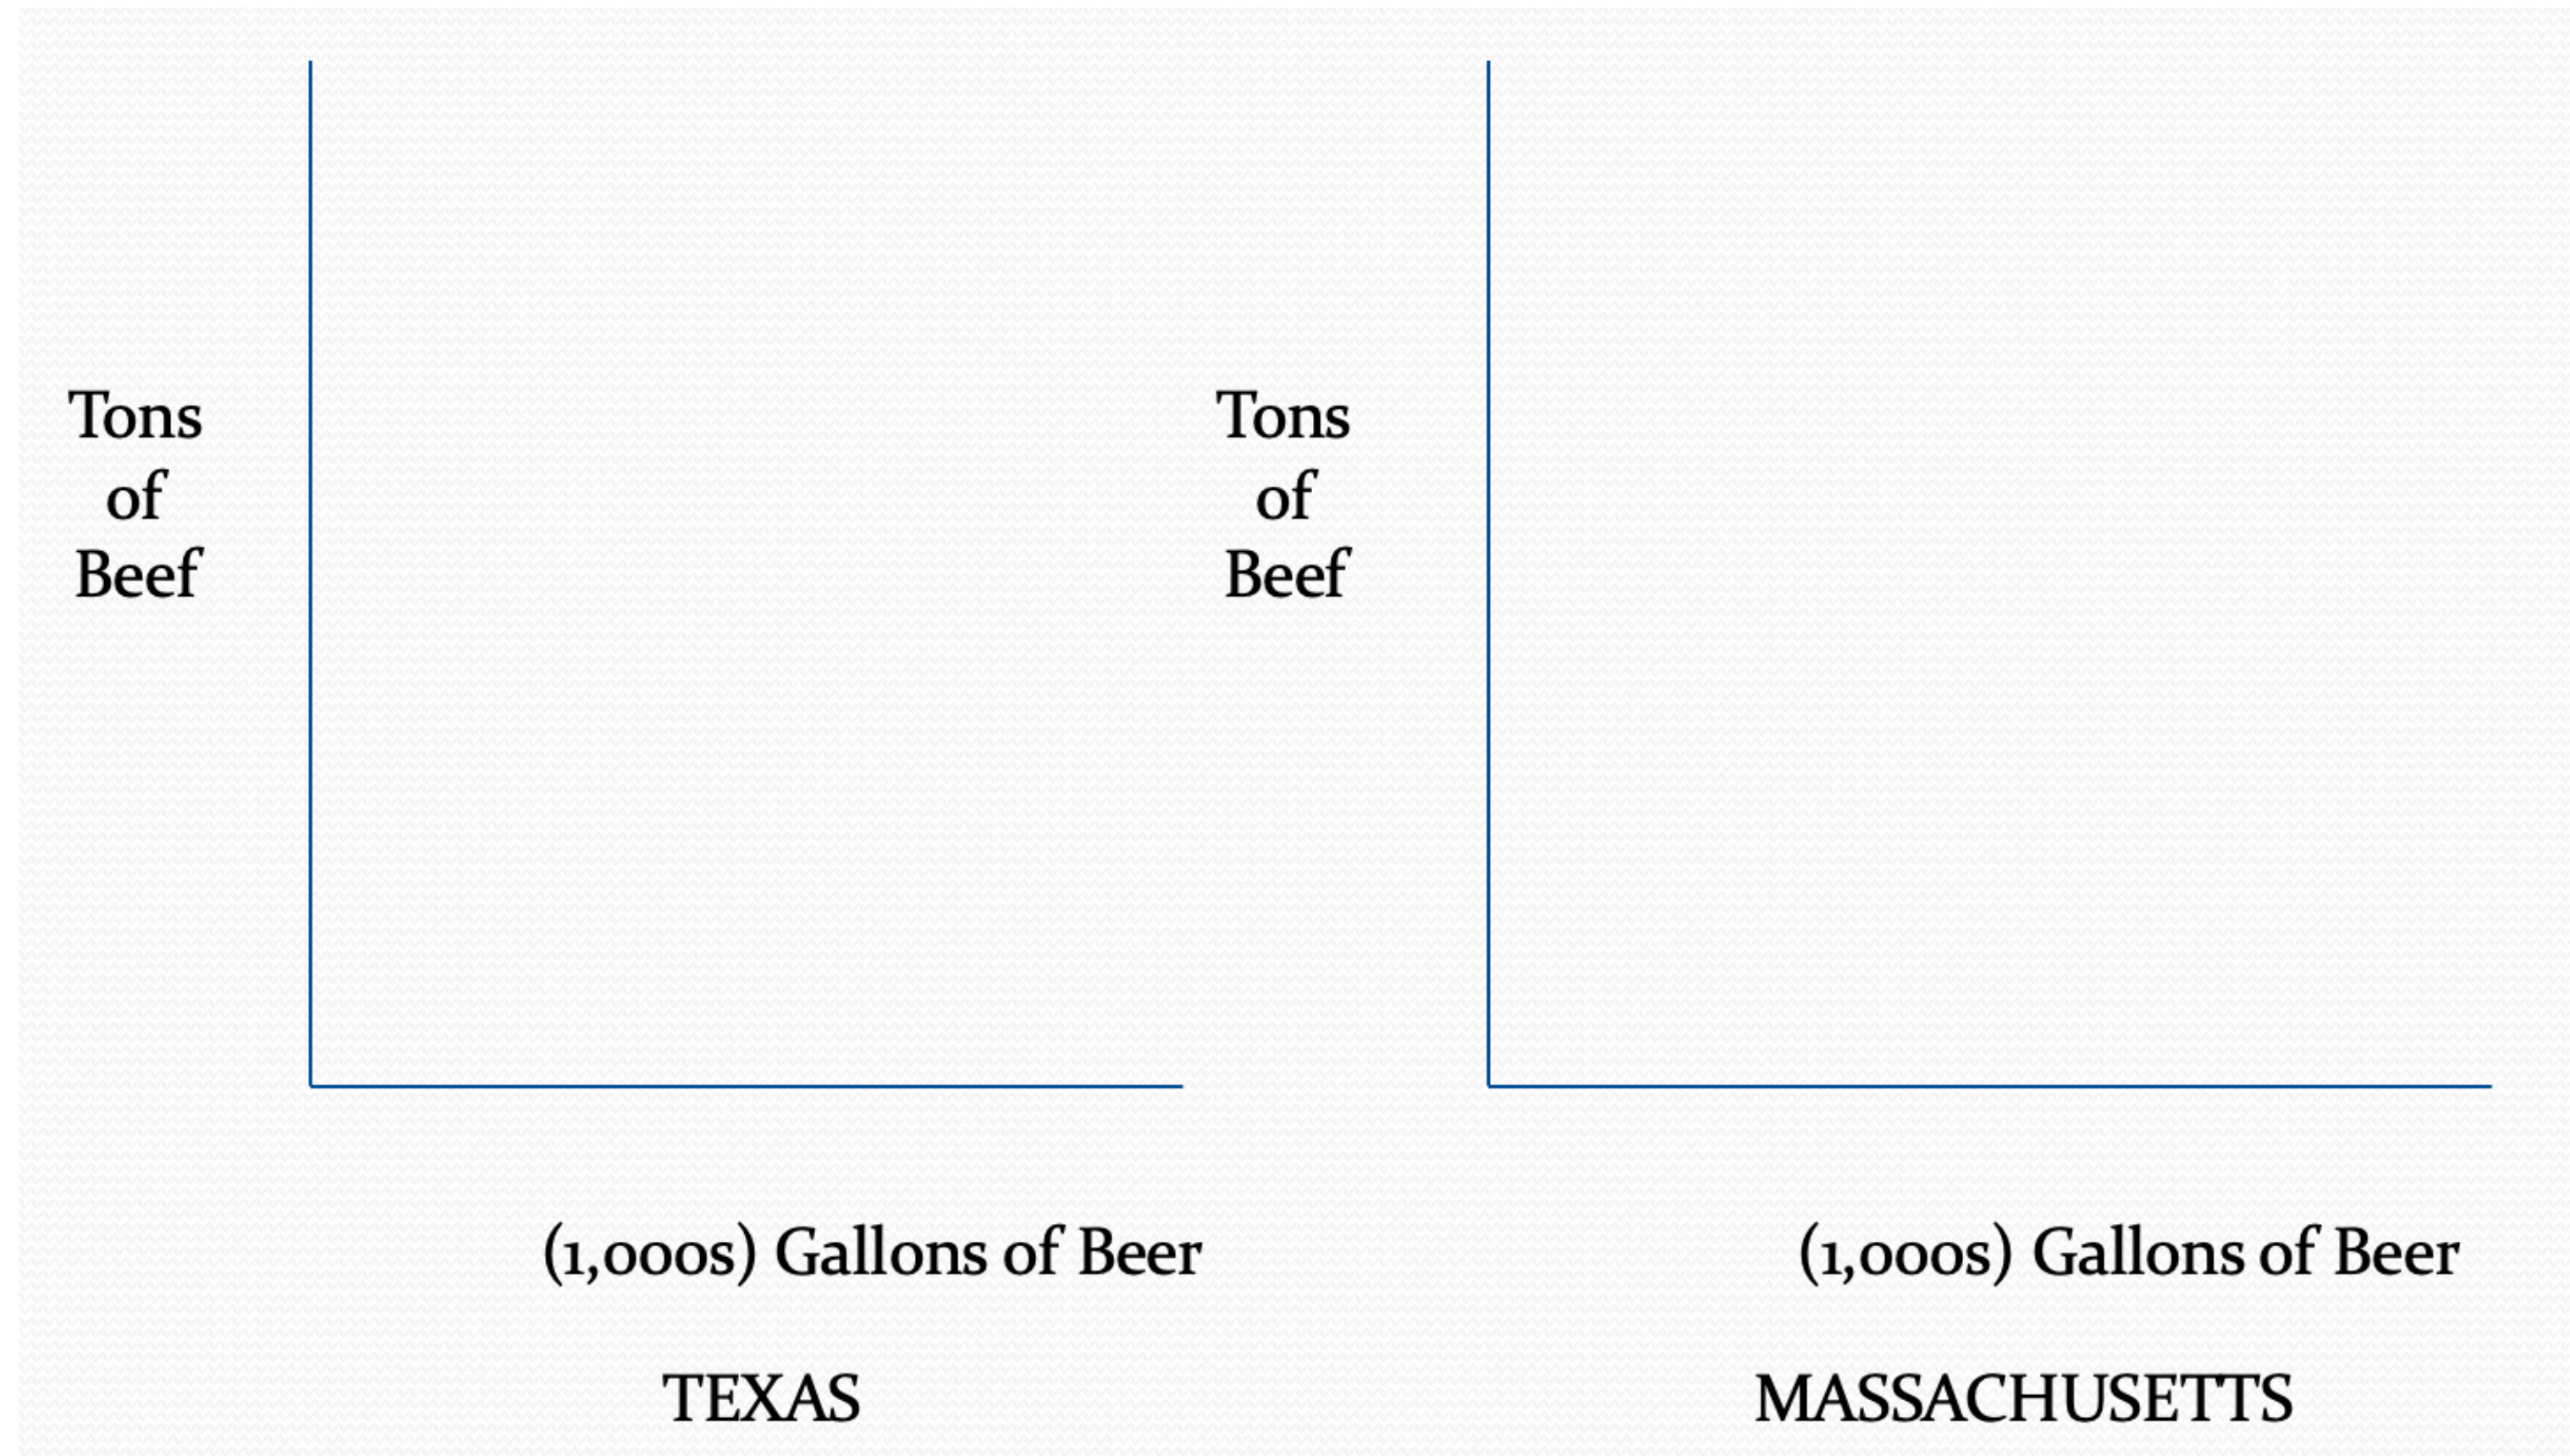 Tons
of
Beef
Tons
of
Beef
(1,000s) Gallons of Beer
(1,000s) Gallons of Beer
TEXAS
MASSACHUSETTS